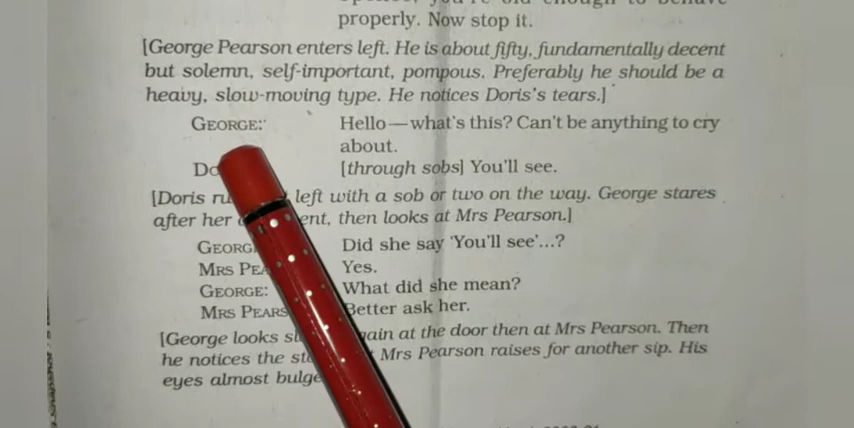 properly. Now stop it.
[George Pearson enters left. He is about fifty, fundamentally decent
but solemn, self-important, pompous. Preferably he should be a
heavy, slow-moving type. He notices Doris's tears.]
GEORGE: Hello—what's this? Can't be anything to cry
about.
[through sobs] You'll see.
[Doris left with a sob or two on the way. George stares
after her then looks at Mrs Pearson.]
Did she say 'You'll see'...?
MRS Yes.
GEORGE: What did she mean?
MRS Better ask her.
[George looks at the door then at Mrs Pearson. Then
he notices the Mrs Pearson raises for another sip. His
eyes almost